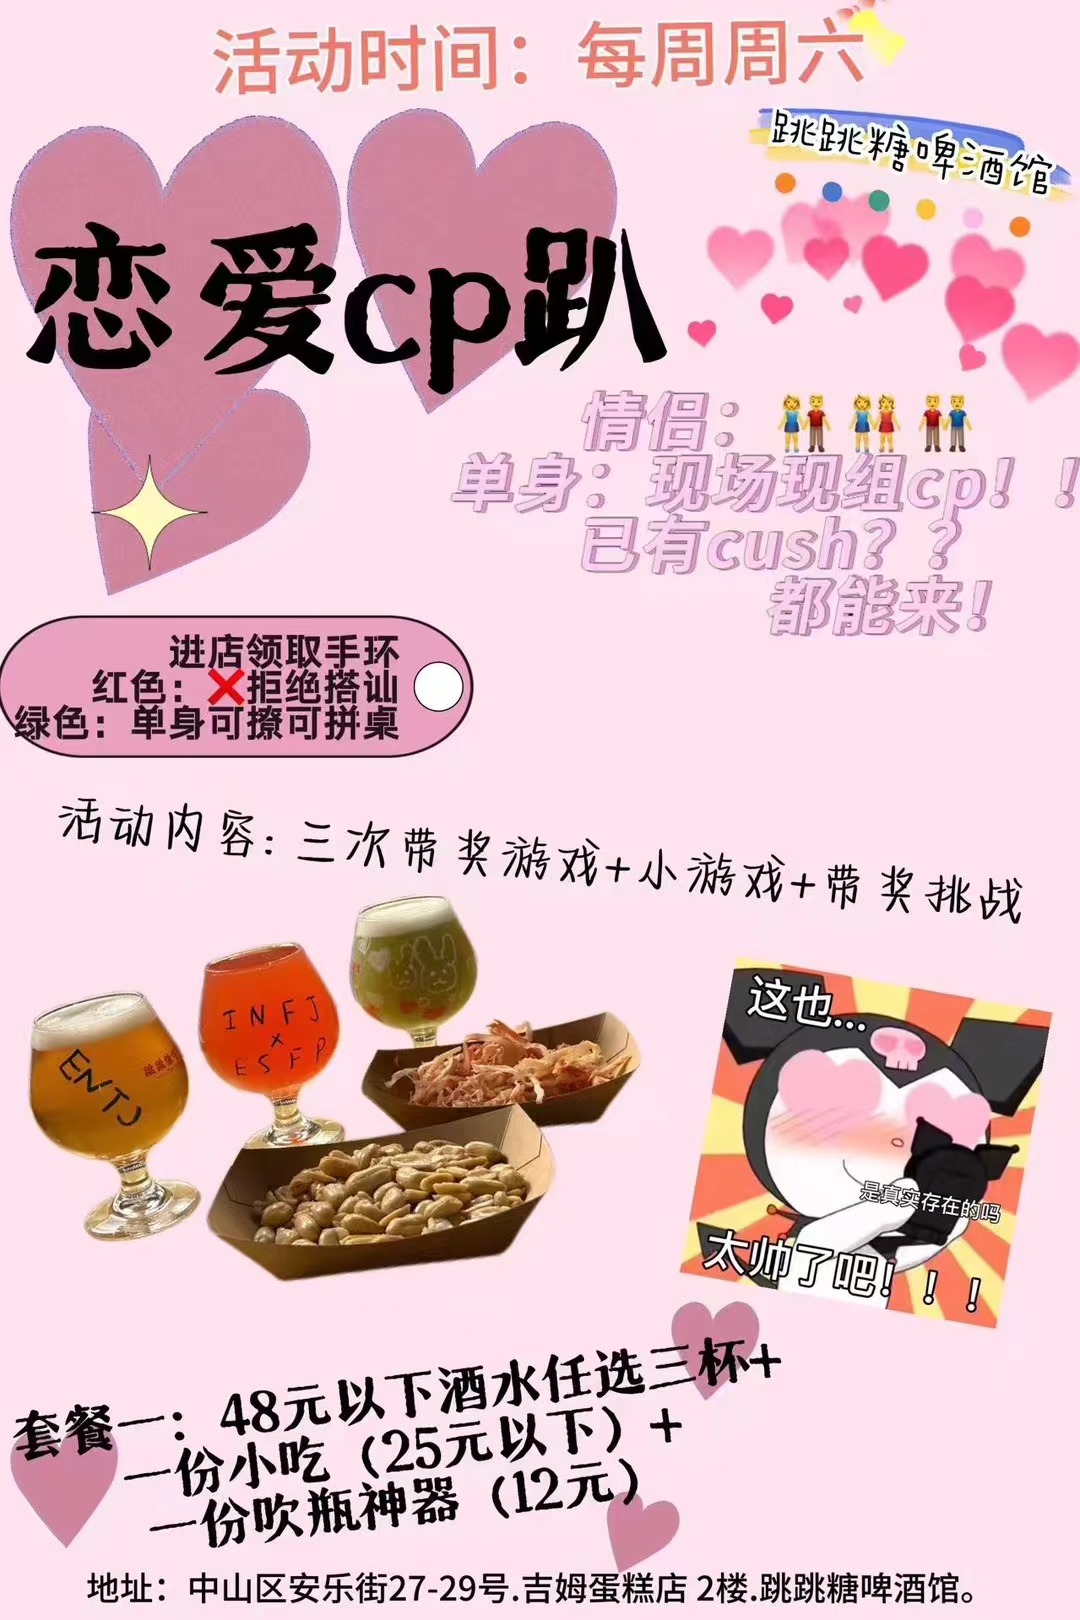 活动时间：每周周六
跳跳糖啤酒馆
恋爱cp趴
情侣：👫 👭 👬
单身：现场现组cp！！
已有cush？？
都能来！
进店领取手环
红色：❌拒绝搭讪
绿色：单身可撩可拼桌
活动内容：三次带奖游戏+小游戏+带奖挑战
ENTJ
INFJ
×
ESFP
这也...
是真实存在的吗
太帅了吧！！！
套餐一：48元以下酒水任选三杯+
一份小吃（25元以下）+
一份吹瓶神器（12元）
地址：中山区安乐街27-29号.吉姆蛋糕店 2楼.跳跳糖啤酒馆。